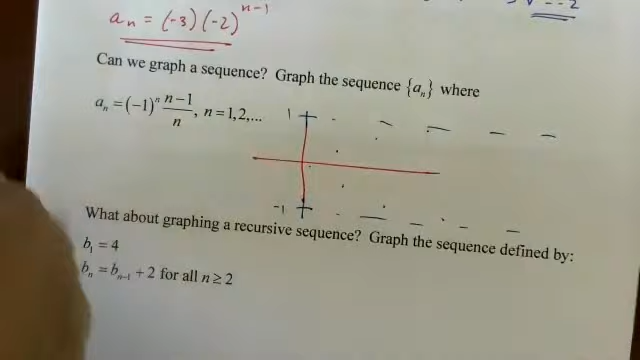 aₙ = (-3)(-2)ⁿ⁻¹
Can we graph a sequence? Graph the sequence {aₙ} where
aₙ = (-1)ⁿ (n-1)/n, n = 1,2,...
1
-1
What about graphing a recursive sequence? Graph the sequence defined by:
b₁ = 4
bₙ = bₙ₋₁ + 2 for all n ≥ 2